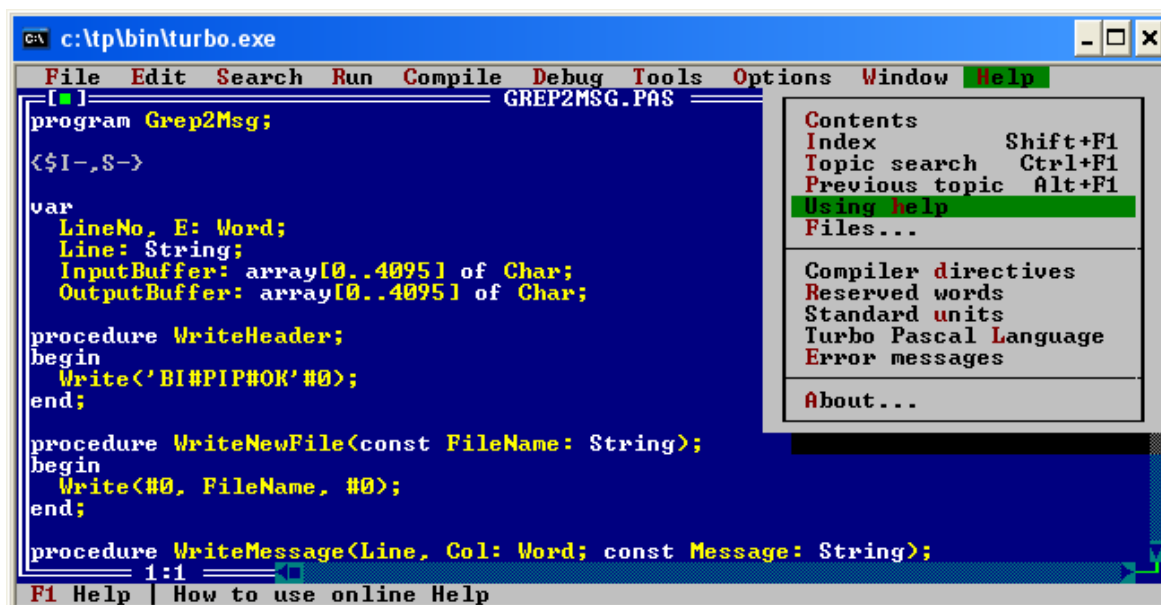 c:\tp\bin\turbo.exe
File Edit Search Run Compile Debug Tools Options Window Help
GREP2MSG.PAS
program Grep2Msg;
{$I-,S-}
var
LineNo, E: Word;
Line: String;
InputBuffer: array[0..4095] of Char;
OutputBuffer: array[0..4095] of Char;
procedure WriteHeader;
begin
Write('BI#PIP#OK'#0);
end;
procedure WriteNewFile(const FileName: String);
begin
Write(#0, FileName, #0);
end;
procedure WriteMessage(Line, Col: Word; const Message: String);
1:1
Contents
Index Shift+F1
Topic search Ctrl+F1
Previous topic Alt+F1
Using help
Files...
Compiler directives
Reserved words
Standard units
Turbo Pascal Language
Error messages
About...
F1 Help | How to use online Help